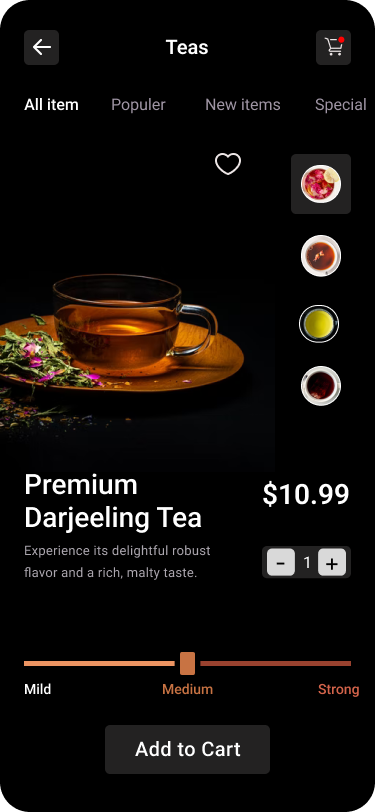 Teas
All item Populer New items Special
Premium
Darjeeling Tea
$10.99
Experience its delightful robust
flavor and a rich, malty taste.
- 1 +
Mild Medium Strong
Add to Cart